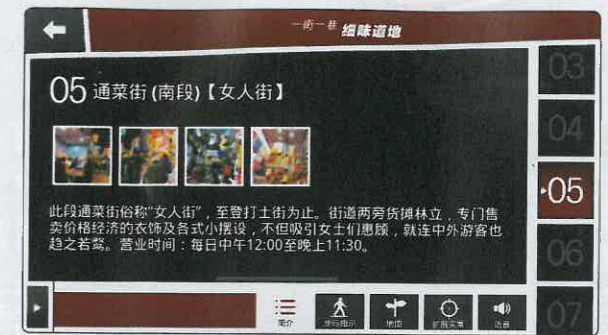 一街一巷 细味道地
03
05 通菜街 (南段)【女人街】
04
05
此段通菜街俗称"女人街"，至登打士街为止。街道两旁货摊林立，专门售
卖价格经济的衣饰及各式小摆设，不但吸引女士们惠顾，就连中外游客也
趋之若鹜。营业时间：每日中午12:00至晚上11:30。
06
简介
步行指示
地图
扩展实景
语音
07